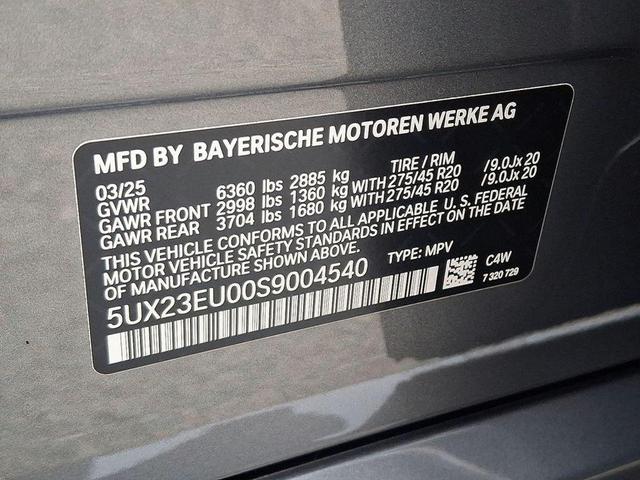 MFD BY BAYERISCHE MOTOREN WERKE AG
03/25 6360 lbs 2885 kg TIRE / RIM
GVWR
GAWR FRONT 2998 lbs 1360 kg WITH 275/45 R20 /9.0Jx20
GAWR REAR 3704 lbs 1680 kg WITH 275/45 R20 /9.0Jx20
THIS VEHICLE CONFORMS TO ALL APPLICABLE U. S. FEDERAL
MOTOR VEHICLE SAFETY STANDARDS IN EFFECT ON THE DATE
OF MANUFACTURE SHOWN ABOVE. TYPE: MPV
5UX23EU00S9004540 C4W
7 320 729